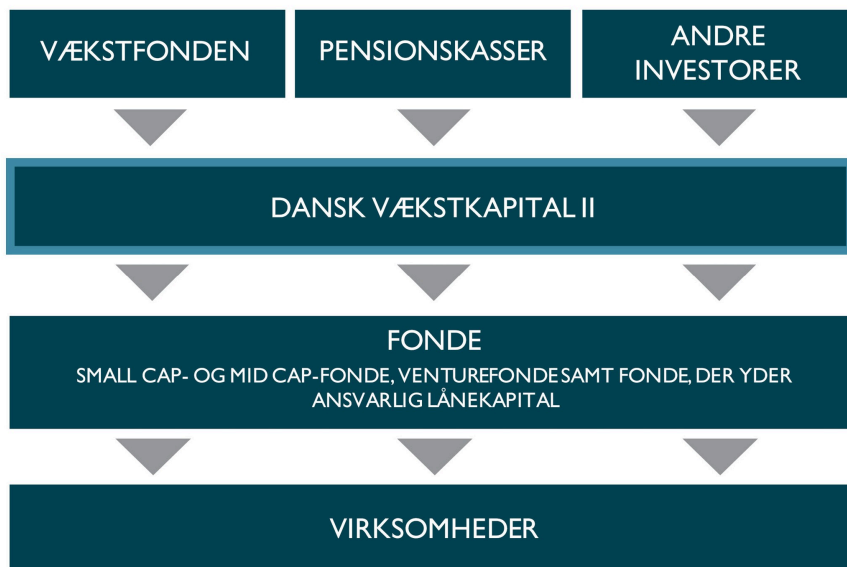 VÆKSTFONDEN
PENSIONSKASSER
ANDRE
INVESTORER
DANSK VÆKSTKAPITAL II
FONDE
SMALL CAP- OG MID CAP-FONDE, VENTUREFONDE SAMT FONDE, DER YDER
ANSVARLIG LÅNEKAPITAL
VIRKSOMHEDER